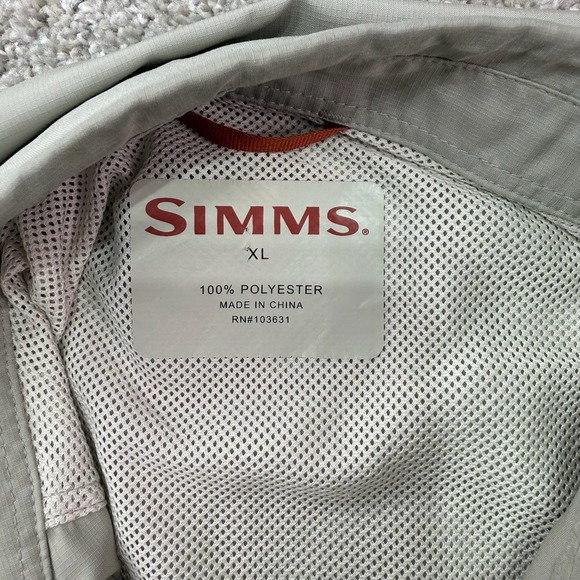 SIMMS®
XL
100% POLYESTER
MADE IN CHINA
RN#103631